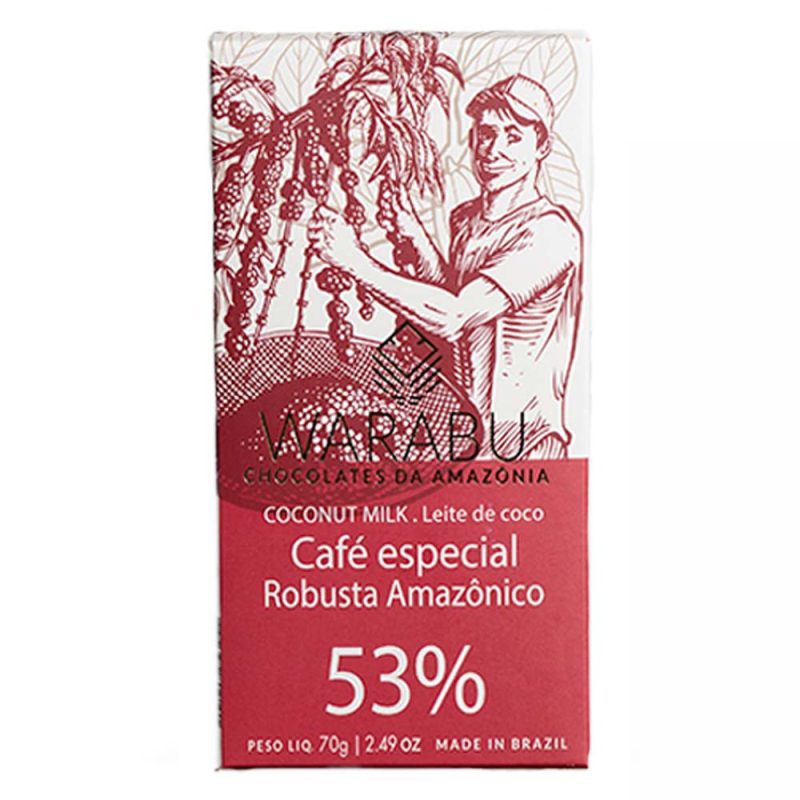 WARABU
CHOCOLATES DA AMAZÔNIA
COCONUT MILK . Leite de coco
Café especial
Robusta Amazônico
53%
PESO LIQ. 70g | 2.49 OZ MADE IN BRAZIL